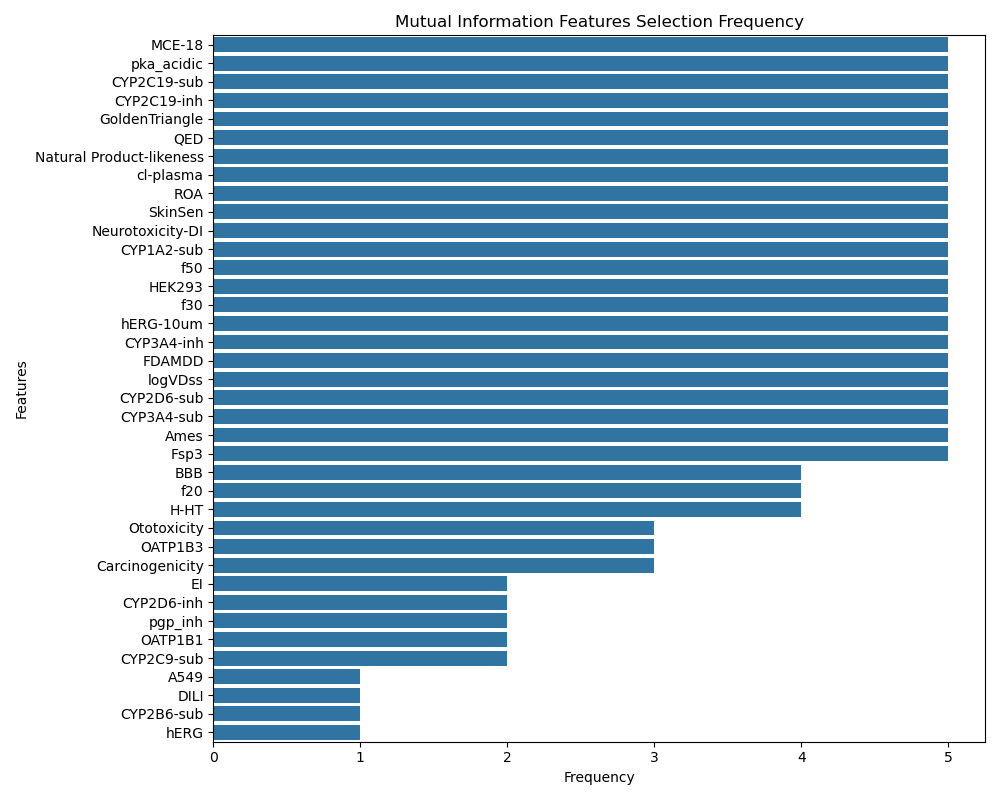 Mutual Information Features Selection Frequency
MCE-18
pka_acidic
CYP2C19-sub
CYP2C19-inh
GoldenTriangle
QED
Natural Product-likeness
cl-plasma
ROA
SkinSen
Neurotoxicity-DI
CYP1A2-sub
f50
HEK293
f30
hERG-10um
CYP3A4-inh
FDAMDD
logVDss
CYP2D6-sub
CYP3A4-sub
Ames
Fsp3
BBB
f20
H-HT
Ototoxicity
OATP1B3
Carcinogenicity
EI
CYP2D6-inh
pgp_inh
OATP1B1
CYP2C9-sub
A549
DILI
CYP2B6-sub
hERG
Features
0 1 2 3 4 5
Frequency